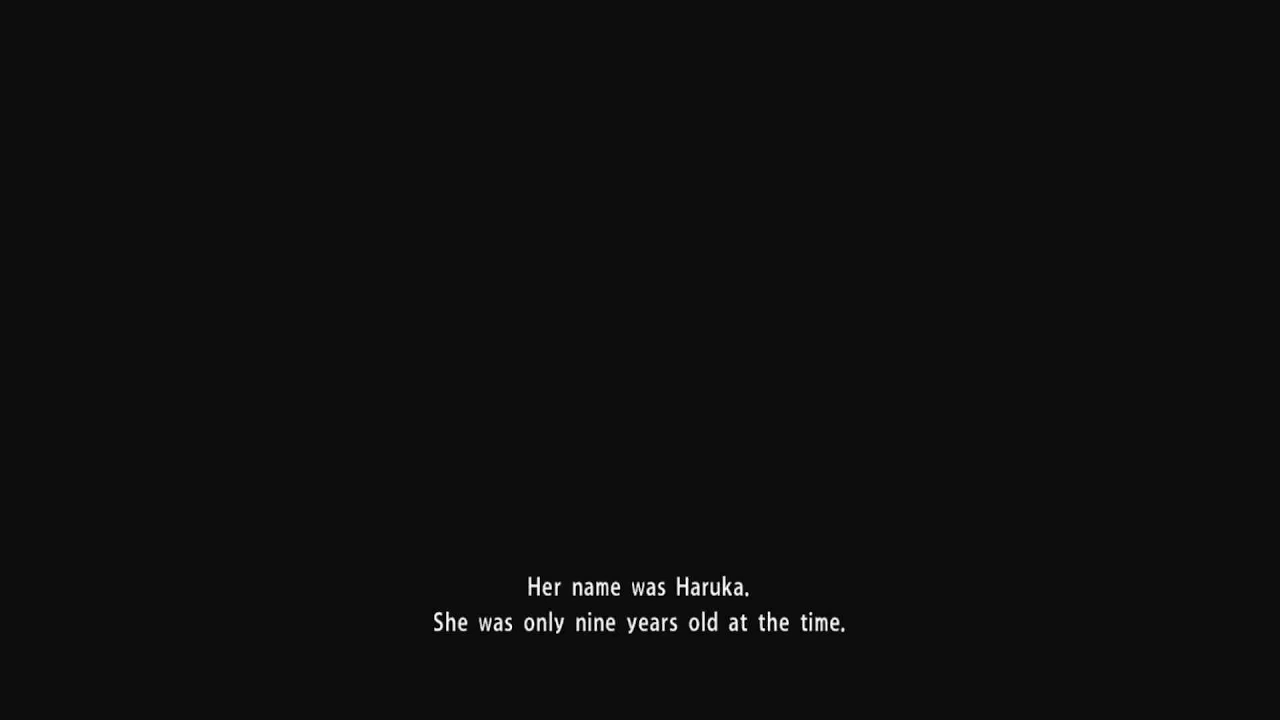 Her name was Haruka.
She was only nine years old at the time.